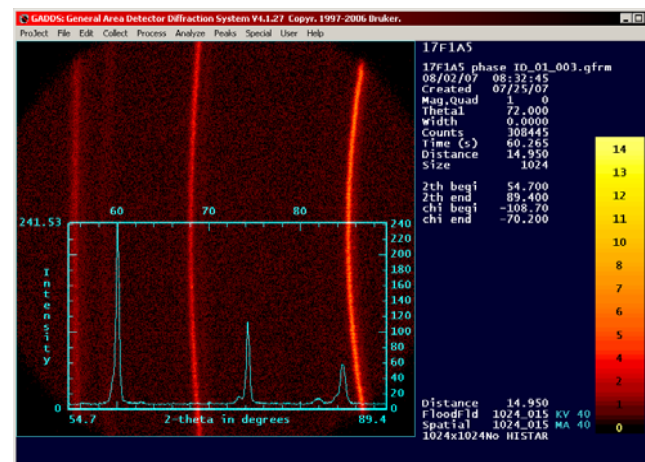 GADDS: General Area Detector Diffraction System V4.1.27 Copyr. 1997-2006 Bruker.
Project File Edit Collect Process Analyze Peaks Special User Help
17F1A5
17F1A5 phase ID_01_003.gfrm
08/02/07 08:32:45
Created 07/25/07
Mag.Quad 1 0
Theta1 72.000
Width 0.0000
Counts 308445
Time (s) 60.265
Distance 14.950
Size 1024
2th begi 54.700
2th end 89.400
chi begi -108.70
chi end -70.200
60 70 80
241.53
240
220
200
180
160
140
120
100
80
60
40
20
0
Intensity
0
54.7 2-theta in degrees 89.4
14
13
12
11
10
8
7
6
5
4
2
1
0
Distance 14.950
FloodFld 1024_015 KV 40
Spatial 1024_015 MA 40
1024x1024No HISTAR